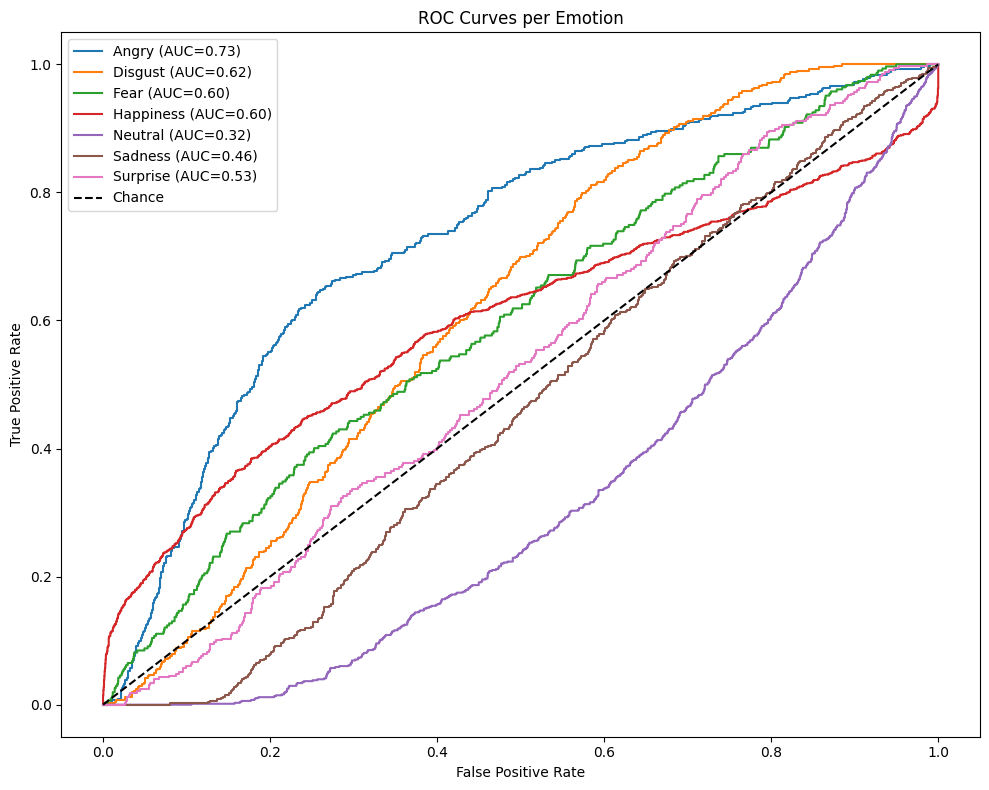 ROC Curves per Emotion
Angry (AUC=0.73)
Disgust (AUC=0.62)
Fear (AUC=0.60)
Happiness (AUC=0.60)
Neutral (AUC=0.32)
Sadness (AUC=0.46)
Surprise (AUC=0.53)
Chance
True Positive Rate
1.0
0.8
0.6
0.4
0.2
0.0
0.0 0.2 0.4 0.6 0.8 1.0
False Positive Rate